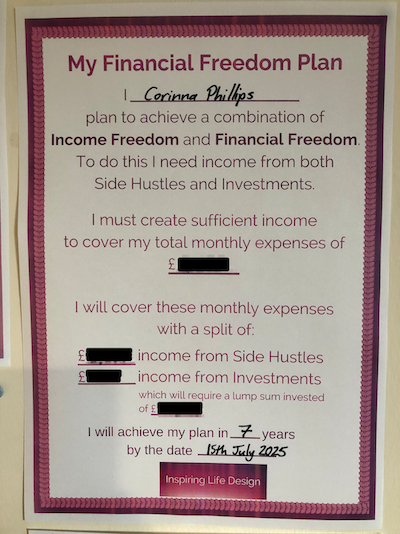 My Financial Freedom Plan
I Corinna Phillips
plan to achieve a combination of
Income Freedom and Financial Freedom.
To do this I need income from both
Side Hustles and Investments.
I must create sufficient income
to cover my total monthly expenses of
£
I will cover these monthly expenses
with a split of:
£ income from Side Hustles
£ income from Investments
which will require a lump sum invested
of £
I will achieve my plan in 7 years
by the date 15th July 2025
Inspiring Life Design